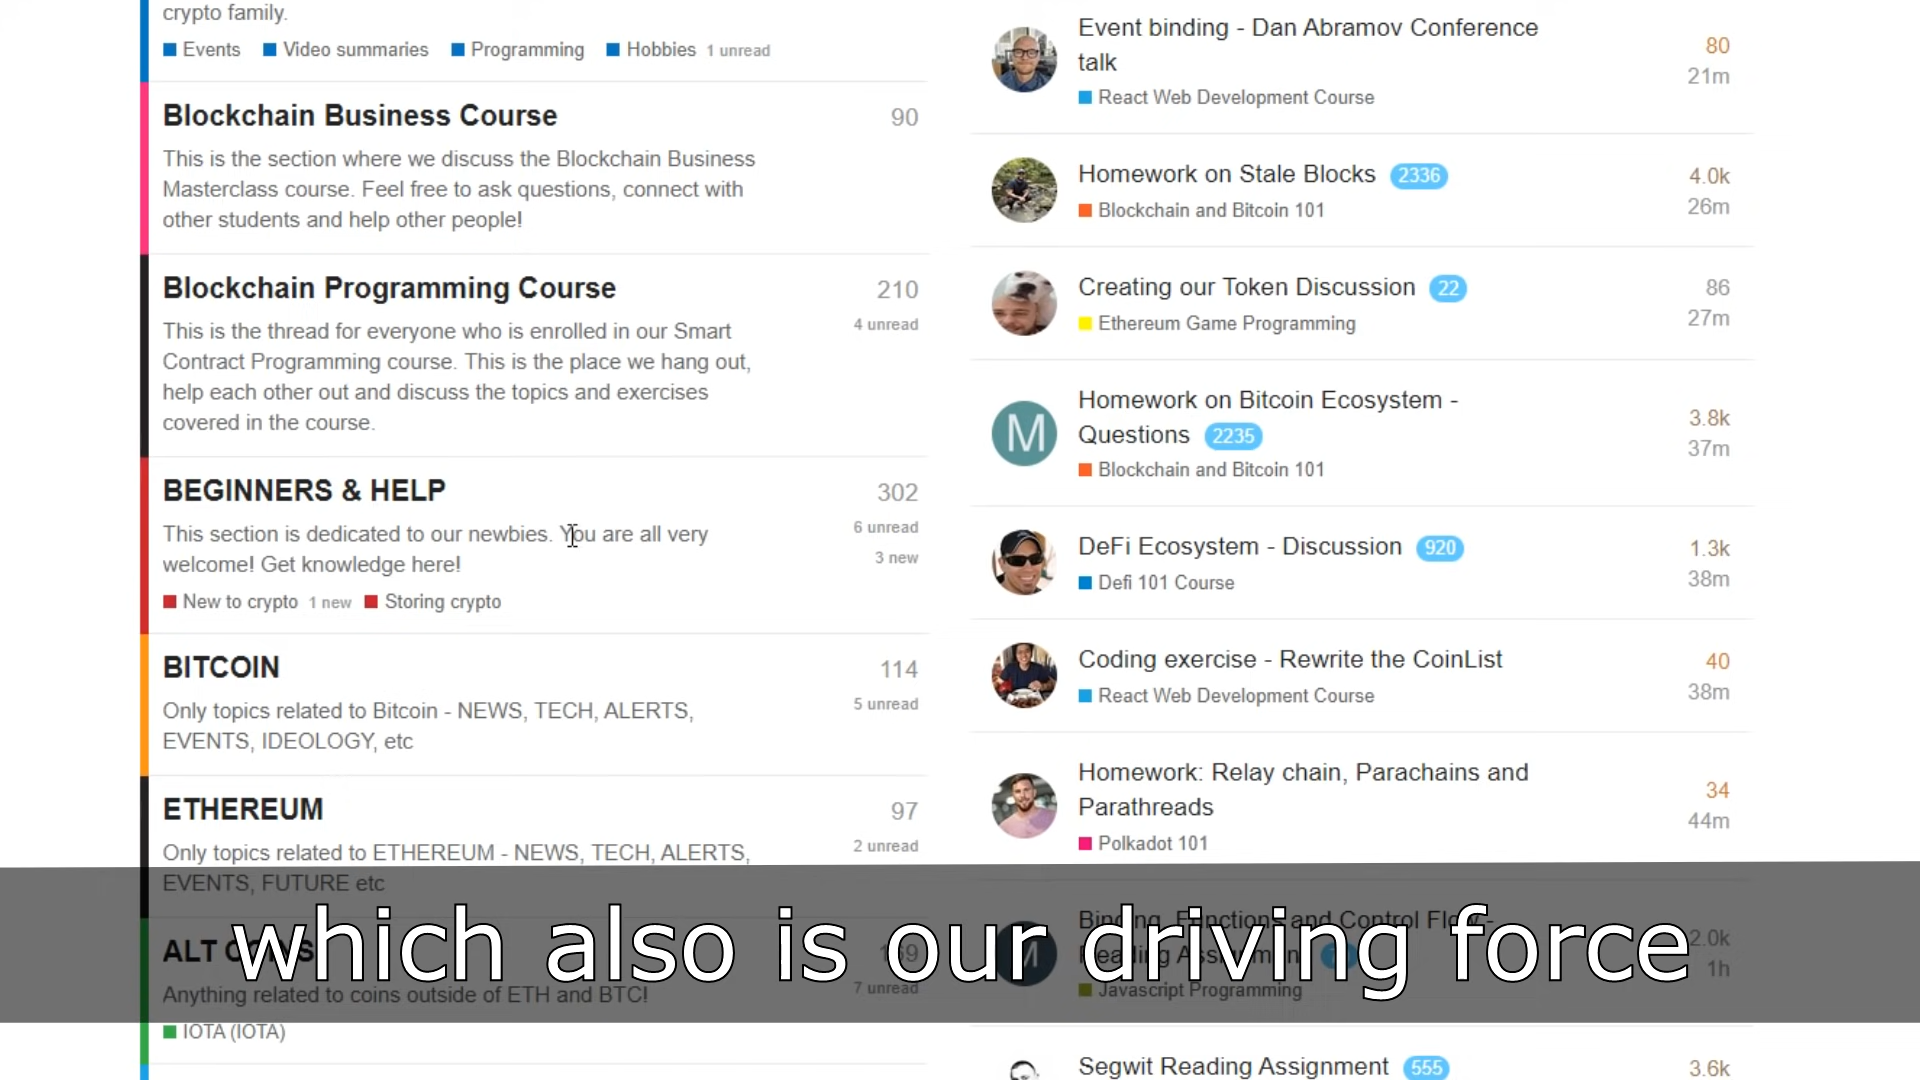 crypto family.
Events Video summaries Programming Hobbies 1 unread
Blockchain Business Course 90
This is the section where we discuss the Blockchain Business
Masterclass course. Feel free to ask questions, connect with
other students and help other people!
Blockchain Programming Course 210
This is the thread for everyone who is enrolled in our Smart 4 unread
Contract Programming course. This is the place we hang out,
help each other out and discuss the topics and exercises
covered in the course.
BEGINNERS & HELP 302
This section is dedicated to our newbies. You are all very 6 unread
welcome! Get knowledge here! 3 new
New to crypto 1 new Storing crypto
BITCOIN 114
Only topics related to Bitcoin - NEWS, TECH, ALERTS, 5 unread
EVENTS, IDEOLOGY, etc
ETHEREUM 97
Only topics related to ETHEREUM - NEWS, TECH, ALERTS, 2 unread
EVENTS, FUTURE etc
ALT COINS
Anything related to coins outside of ETH and BTC! 7 unread
IOTA (IOTA)
Event binding - Dan Abramov Conference 80
talk 21m
React Web Development Course
Homework on Stale Blocks 2336 4.0k
Blockchain and Bitcoin 101 26m
Creating our Token Discussion 22 86
Ethereum Game Programming 27m
M
Homework on Bitcoin Ecosystem - 3.8k
Questions 2235 37m
Blockchain and Bitcoin 101
DeFi Ecosystem - Discussion 920 1.3k
Defi 101 Course 38m
Coding exercise - Rewrite the CoinList 40
React Web Development Course 38m
Homework: Relay chain, Parachains and 34
Parathreads 44m
Polkadot 101
Binding, Functions and Control Flow - 2.0k
Reading Assignment 1h
Javascript Programming
Segwit Reading Assignment 555 3.6k
which also is our driving force